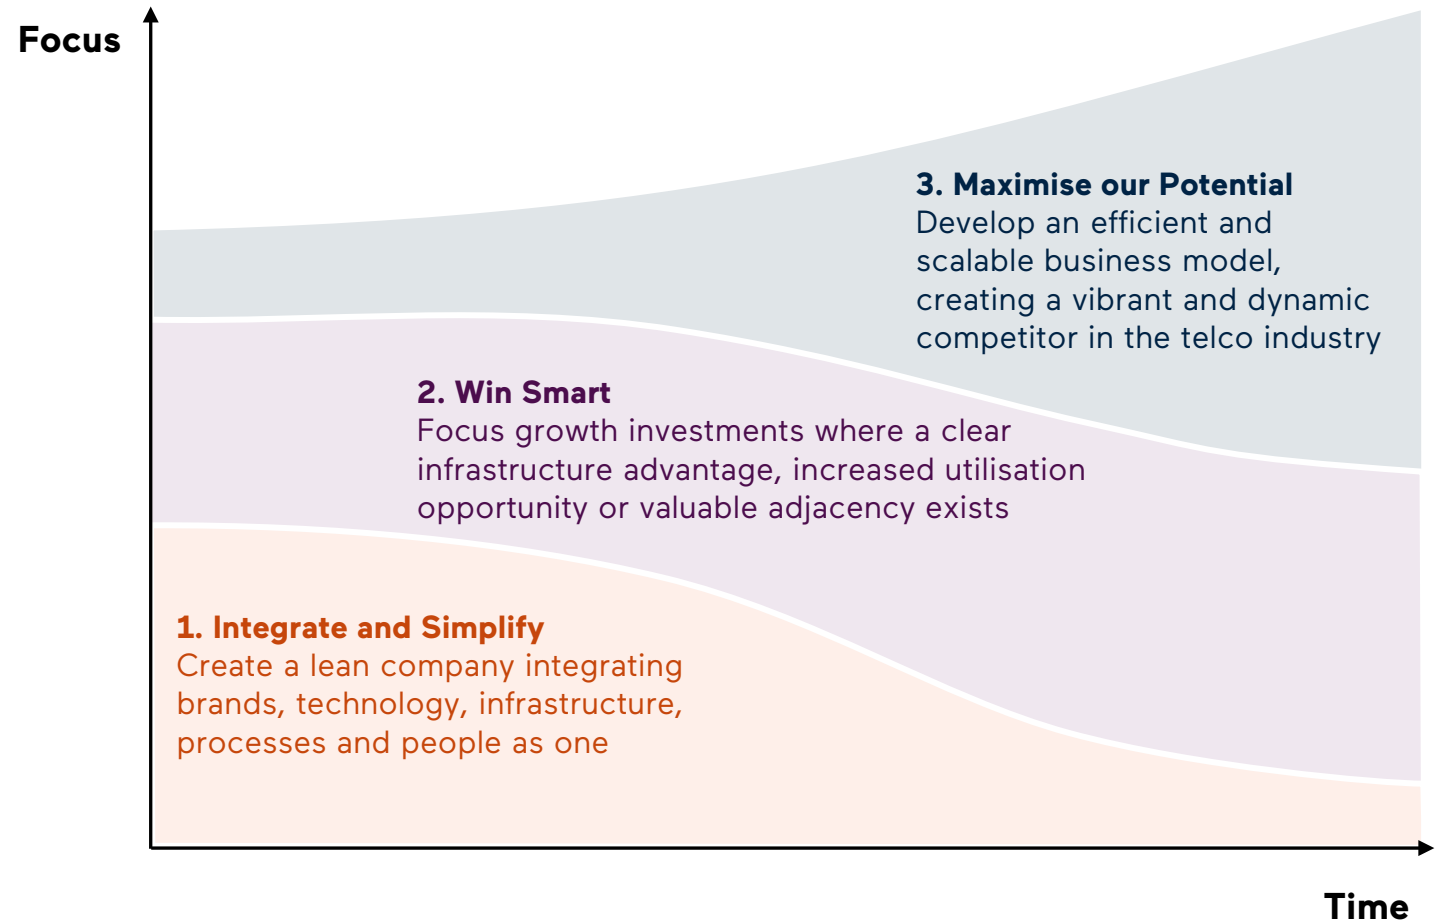 Focus
3. Maximise our Potential
Develop an efficient and
scalable business model,
creating a vibrant and dynamic
competitor in the telco industry
2. Win Smart
Focus growth investments where a clear
infrastructure advantage, increased utilisation
opportunity or valuable adjacency exists
1. Integrate and Simplify
Create a lean company integrating
brands, technology, infrastructure,
processes and people as one
Time